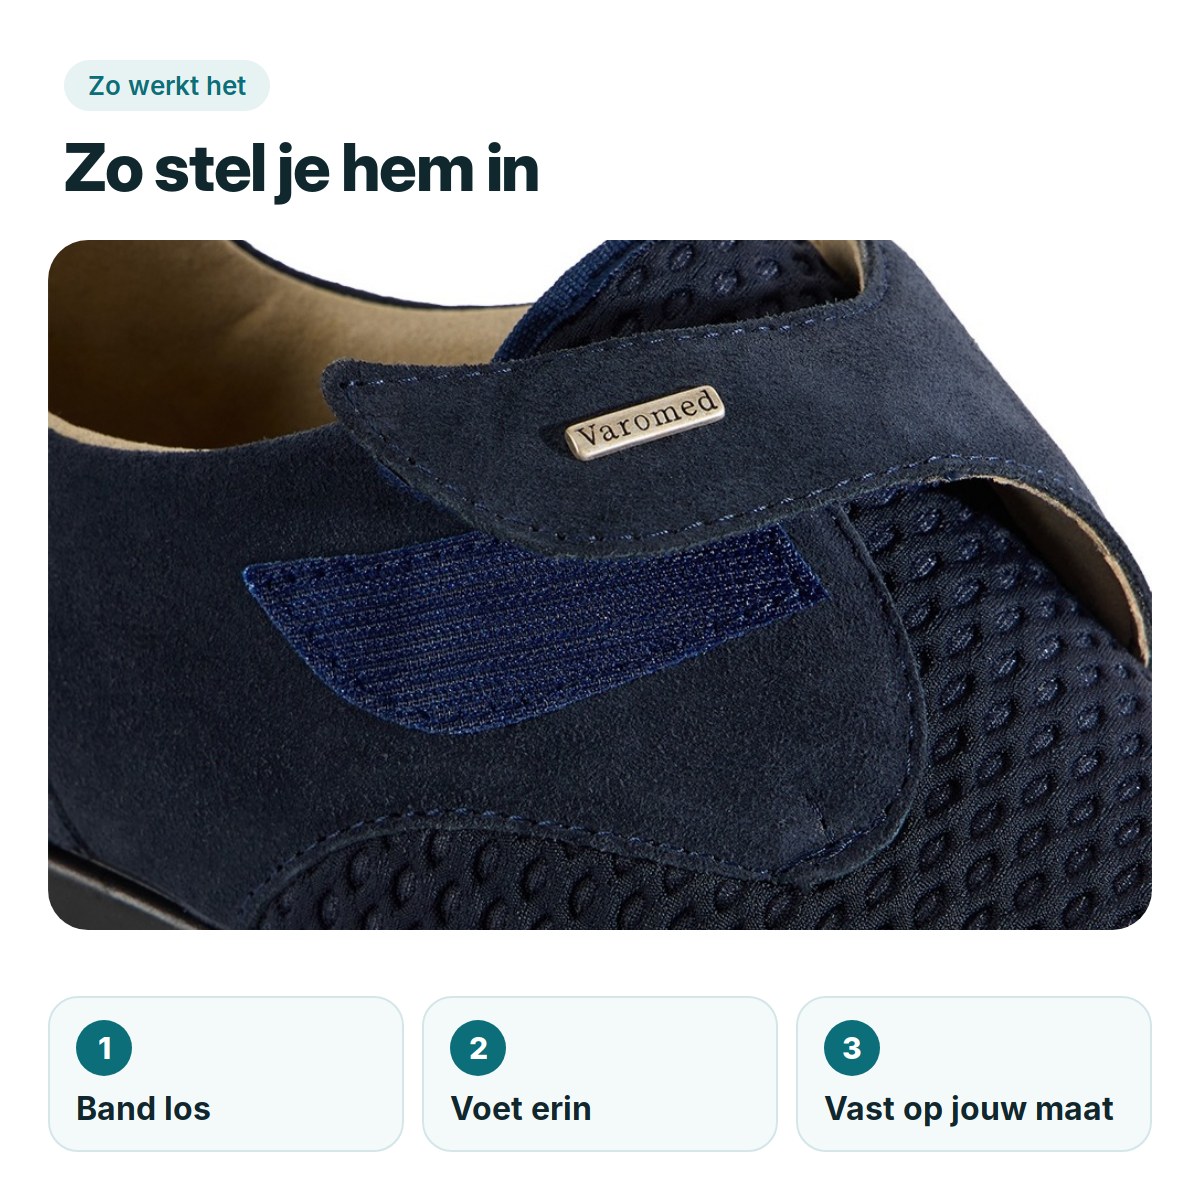 Zo werkt het
Zo stel je hem in
Varomed
1
Band los
2
Voet erin
3
Vast op jouw maat